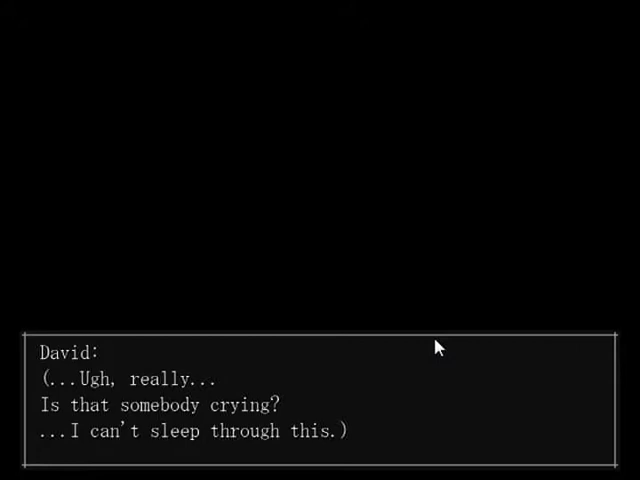 David:
(...Ugh, really...
Is that somebody crying?
...I can't sleep through this.)